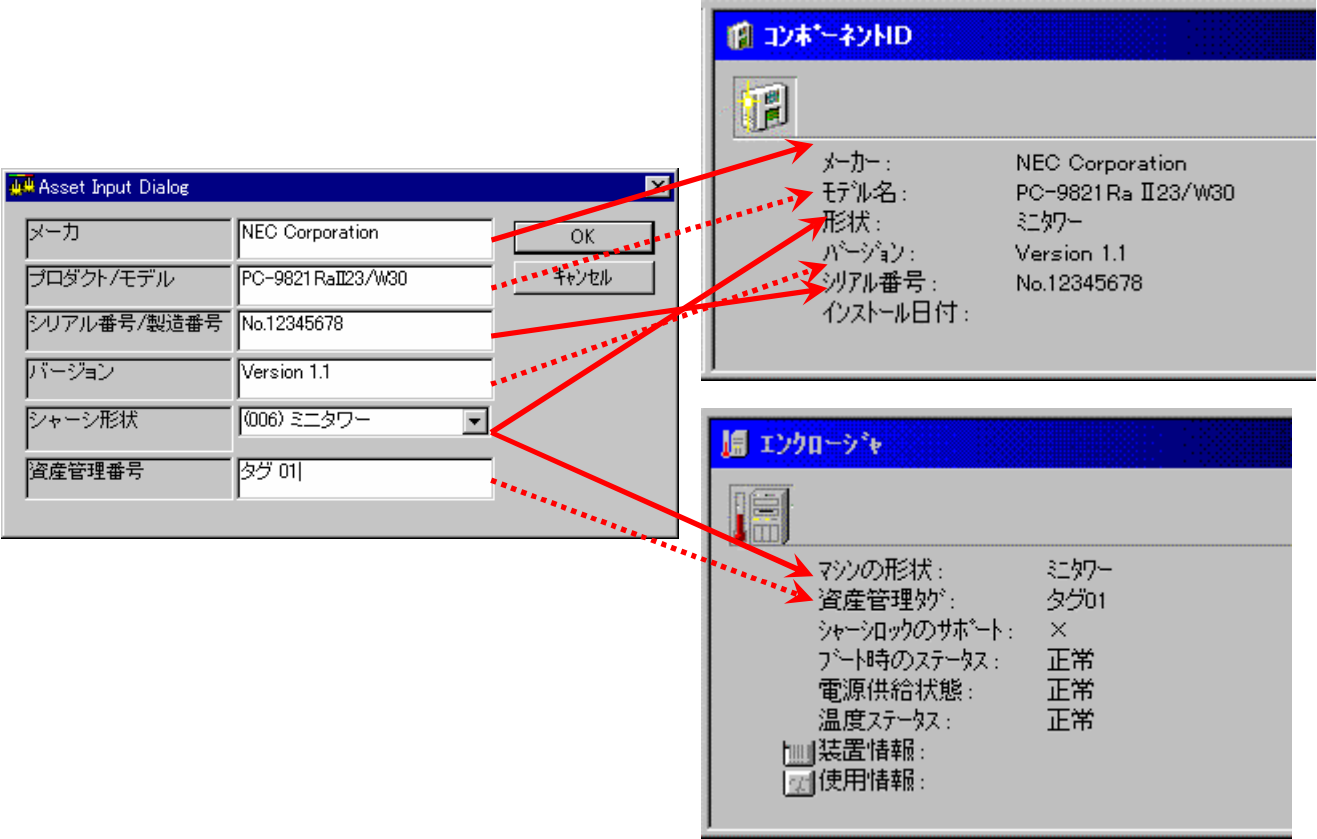 Asset Input Dialog
メーカ NEC Corporation OK
プロダクト/モデル PC-9821RaⅡ23/W30 キャンセル
シリアル番号/製造番号 No.12345678
バージョン Version 1.1
シャーシ形状 (006) ミニタワー
資産管理番号 タグ 01
コンポーネントID
メーカー: NEC Corporation
モデル名: PC-9821Ra Ⅱ23/W30
形状: ミニタワー
バージョン: Version 1.1
シリアル番号: No.12345678
インストール日付:
エンクロージャ
マシンの形状: ミニタワー
資産管理タグ: タグ01
シャーシロックのサポート: ×
ブート時のステータス: 正常
電源供給状態: 正常
温度ステータス: 正常
装置情報:
使用情報: